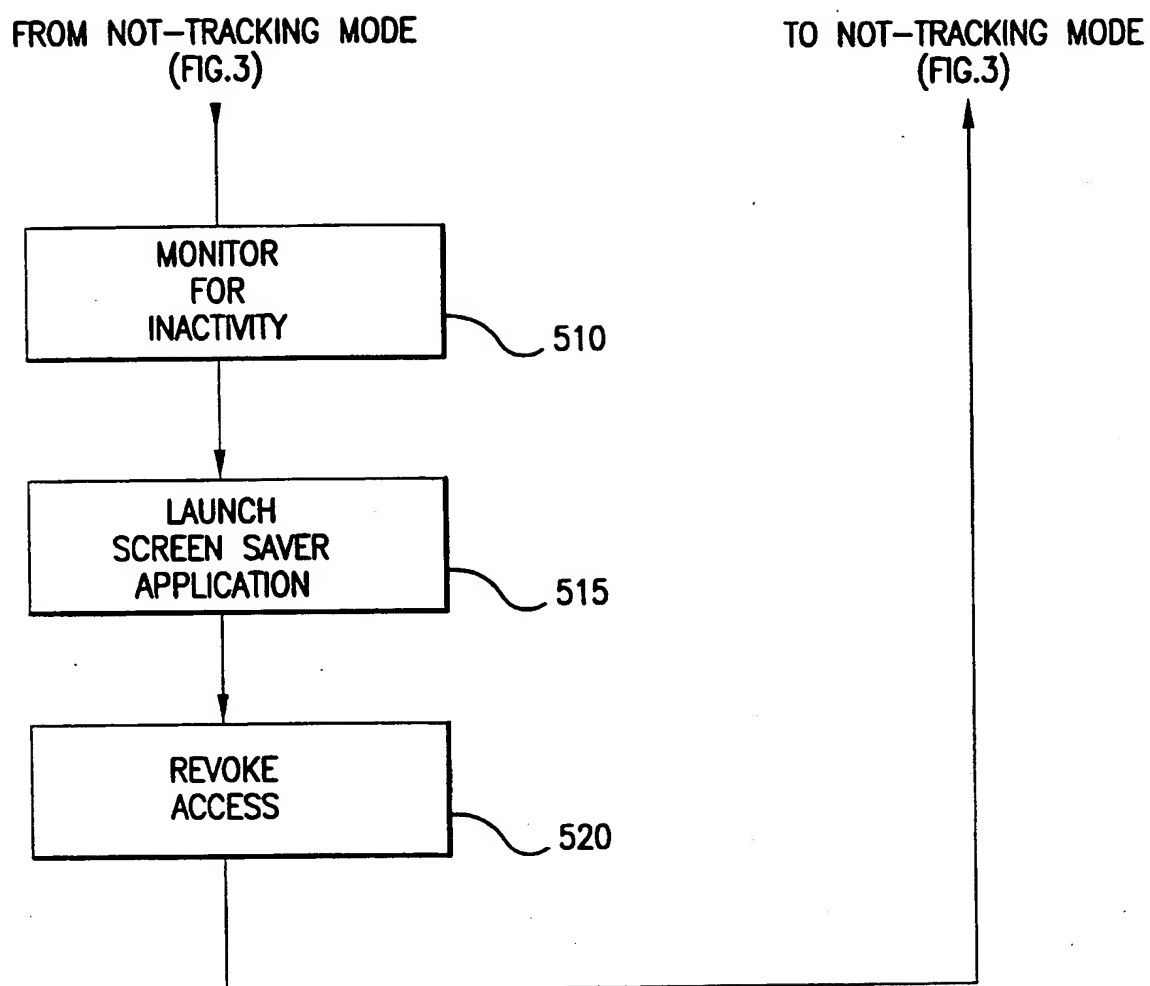 FROM NOT-TRACKING MODE
(FIG.3)
TO NOT-TRACKING MODE
(FIG.3)
MONITOR
FOR
INACTIVITY
510
LAUNCH
SCREEN SAVER
APPLICATION
515
REVOKE
ACCESS
520